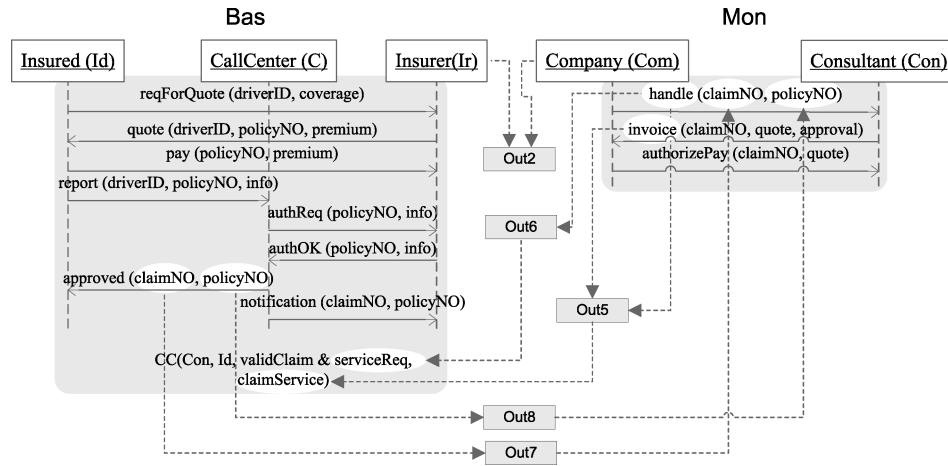 Bas
Mon
Insured (Id)
CallCenter (C)
Insurer(Ir)
Company (Com)
Consultant (Con)
reqForQuote (driverID, coverage)
handle (claimNO, policyNO)
quote (driverID, policyNO, premium)
invoice (claimNO, quote, approval)
pay (policyNO, premium)
Out2
authorizePay (claimNO, quote)
report (driverID, policyNO, info)
authReq (policyNO, info)
Out6
authOK (policyNO, info)
approved (claimNO, policyNO)
notification (claimNO, policyNO)
Out5
CC(Con, Id, validClaim & serviceReq,
claimService)
Out8
Out7